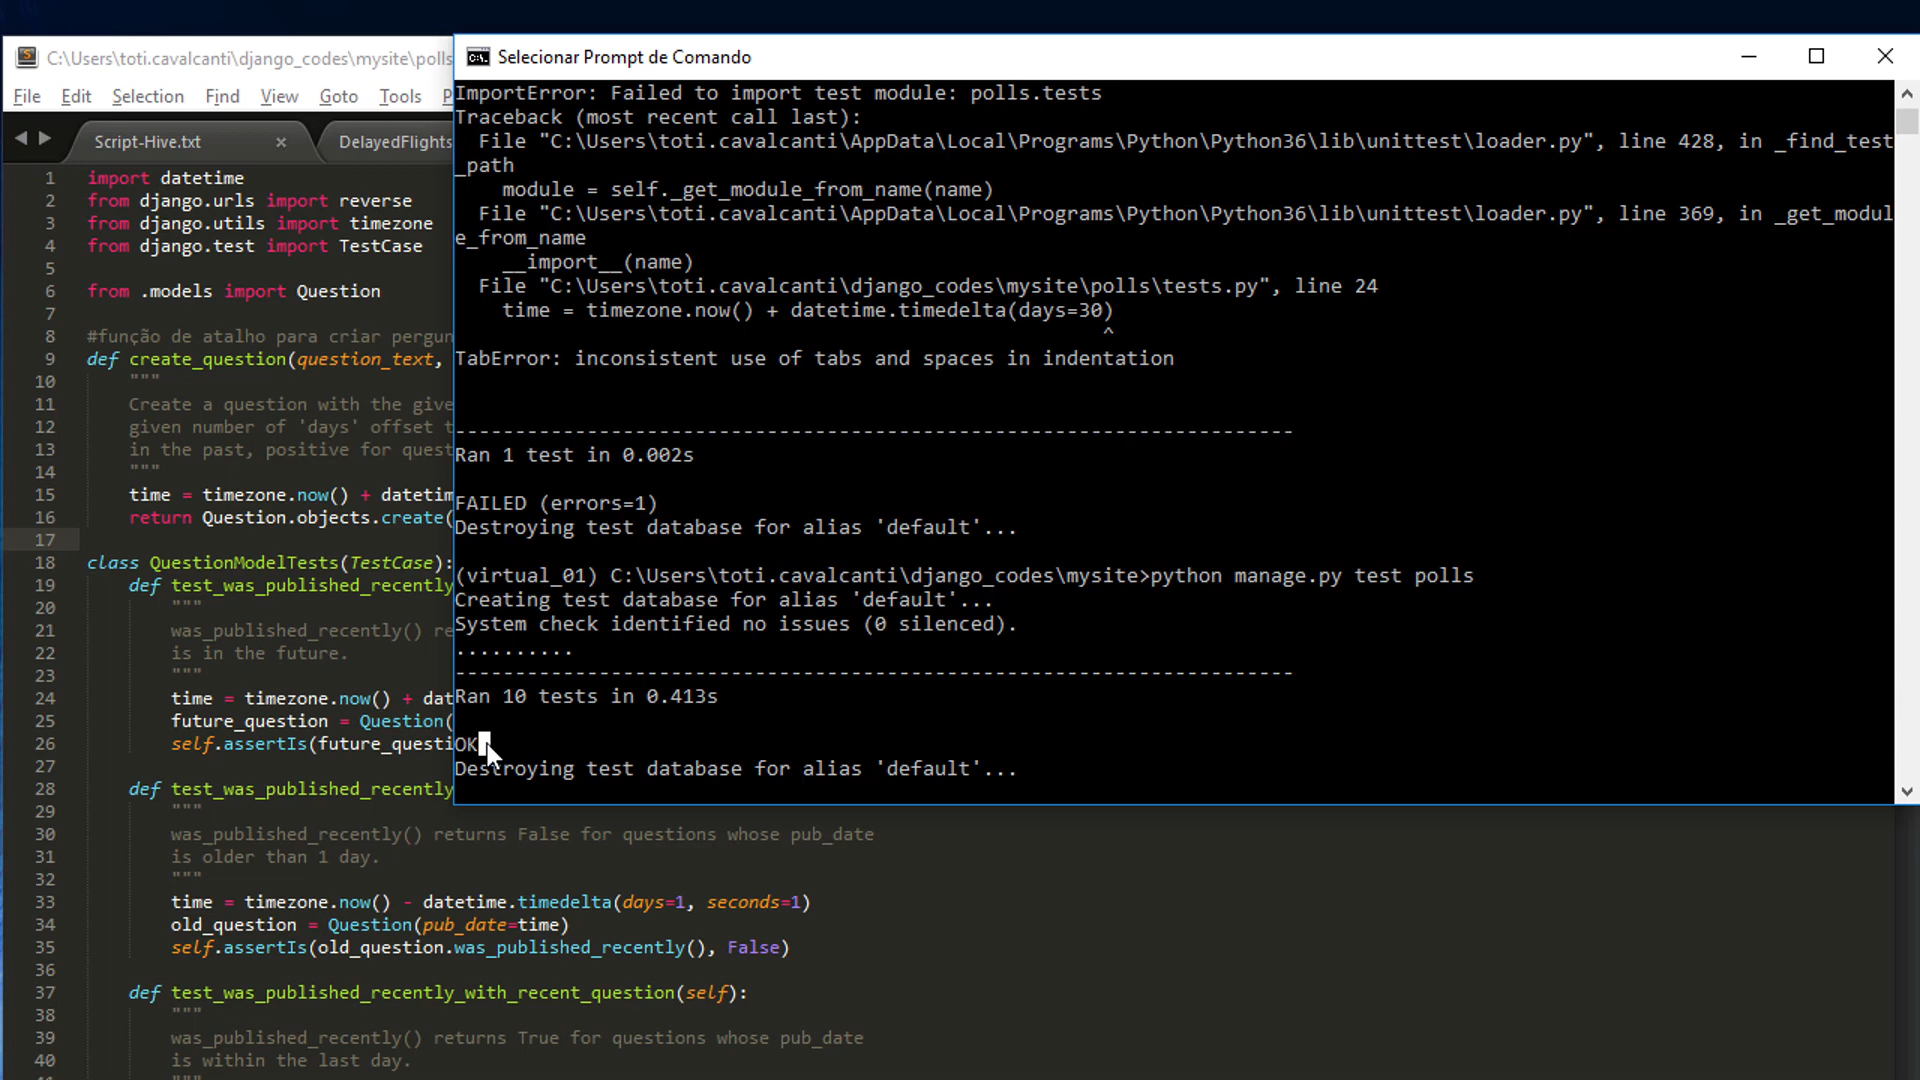 C:\Users\toti.cavalcanti\django_codes\mysite\polls
File Edit Selection Find View Goto Tools
Script-Hive.txt
DelayedFlights
1 import datetime
2 from django.urls import reverse
3 from django.utils import timezone
4 from django.test import TestCase
5
6 from .models import Question
7
8 #função de atalho para criar pergun
9 def create_question(question_text,
10 """
11 Create a question with the give
12 given number of 'days' offset t
13 in the past, positive for quest
14 """
15 time = timezone.now() + datetim
16 return Question.objects.create(
17
18 class QuestionModelTests(TestCase):
19 def test_was_published_recently
20 """
21 was_published_recently() re
22 is in the future.
23 """
24 time = timezone.now() + dat
25 future_question = Question(
26 self.assertIs(future_questi
27
28 def test_was_published_recently
29 """
30 was_published_recently() returns False for questions whose pub_date
31 is older than 1 day.
32 """
33 time = timezone.now() - datetime.timedelta(days=1, seconds=1)
34 old_question = Question(pub_date=time)
35 self.assertIs(old_question.was_published_recently(), False)
36
37 def test_was_published_recently_with_recent_question(self):
38 """
39 was_published_recently() returns True for questions whose pub_date
40 is within the last day.
Selecionar Prompt de Comando
ImportError: Failed to import test module: polls.tests
Traceback (most recent call last):
File "C:\Users\toti.cavalcanti\AppData\Local\Programs\Python\Python36\lib\unittest\loader.py", line 428, in _find_test
_path
module = self._get_module_from_name(name)
File "C:\Users\toti.cavalcanti\AppData\Local\Programs\Python\Python36\lib\unittest\loader.py", line 369, in _get_modul
e_from_name
__import__(name)
File "C:\Users\toti.cavalcanti\django_codes\mysite\polls\tests.py", line 24
time = timezone.now() + datetime.timedelta(days=30)
^
TabError: inconsistent use of tabs and spaces in indentation
----------------------------------------------------------------------
Ran 1 test in 0.002s
FAILED (errors=1)
Destroying test database for alias 'default'...
(virtual_01) C:\Users\toti.cavalcanti\django_codes\mysite>python manage.py test polls
Creating test database for alias 'default'...
System check identified no issues (0 silenced).
..........
----------------------------------------------------------------------
Ran 10 tests in 0.413s
OK
Destroying test database for alias 'default'...